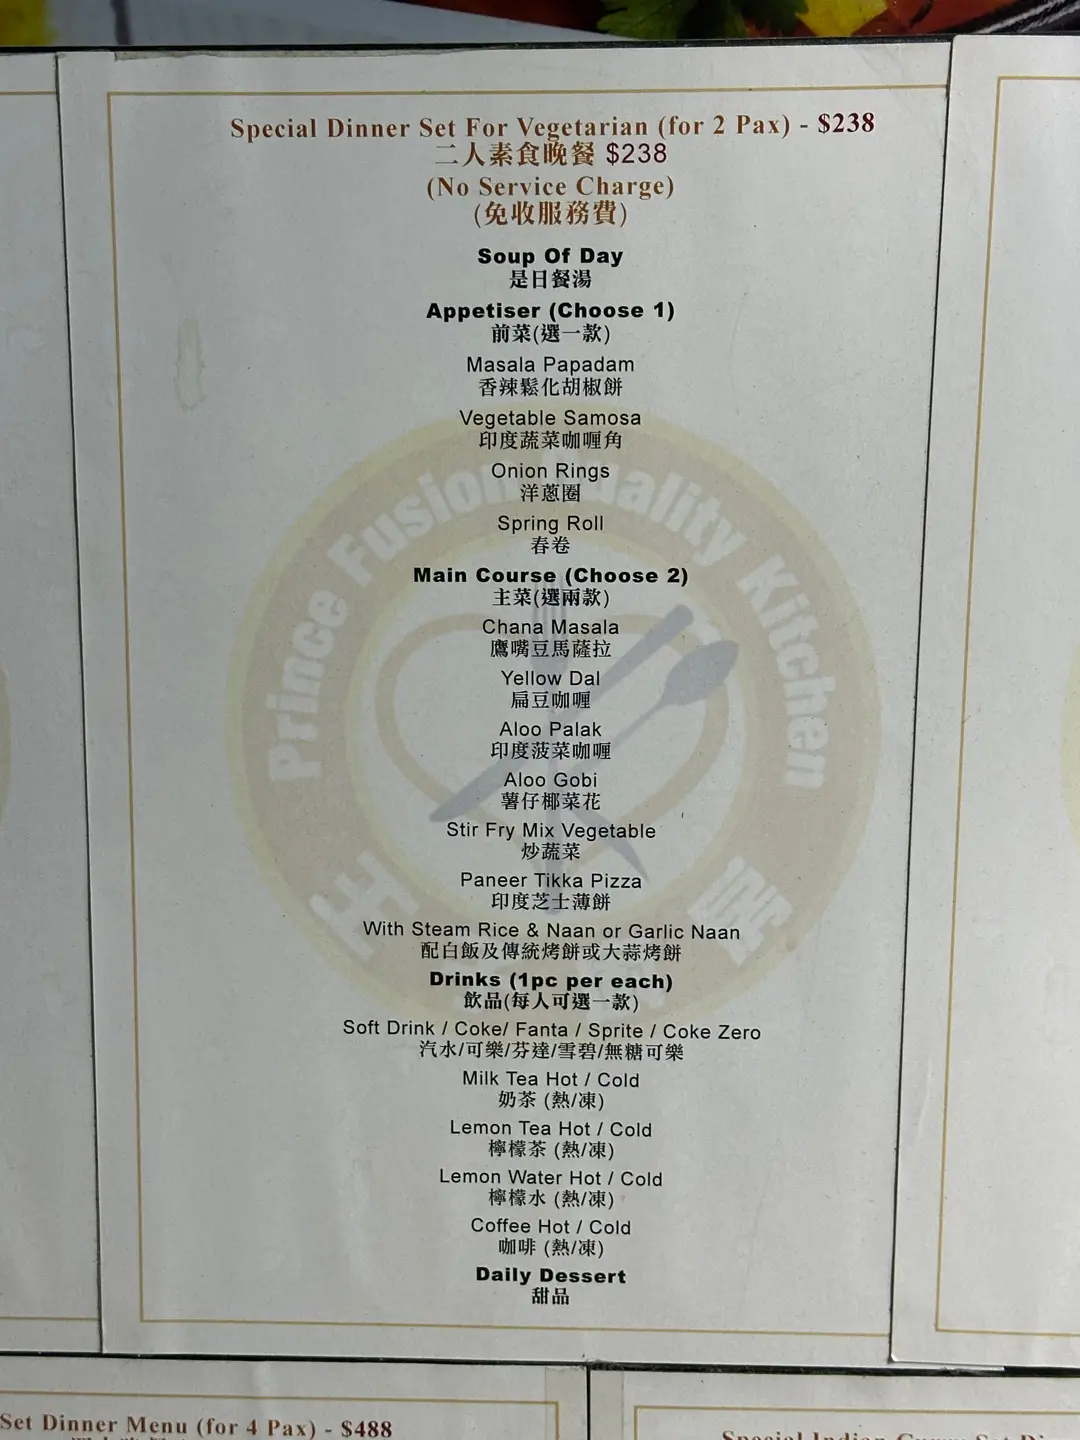 Special Dinner Set For Vegetarian (for 2 Pax) - $238
二人素食晚餐 $238
(No Service Charge)
(免收服務費)
Soup Of Day
是日餐湯
Appetiser (Choose 1)
前菜(選一款)
Masala Papadam
香辣鬆化胡椒餅
Vegetable Samosa
印度蔬菜咖喱角
Onion Rings
洋蔥圈
Spring Roll
春卷
Main Course (Choose 2)
主菜(選兩款)
Chana Masala
鷹嘴豆馬薩拉
Yellow Dal
扁豆咖喱
Aloo Palak
印度菠菜咖喱
Aloo Gobi
薯仔椰菜花
Stir Fry Mix Vegetable
炒蔬菜
Paneer Tikka Pizza
印度芝士薄餅
With Steam Rice & Naan or Garlic Naan
配白飯及傳統烤餅或大蒜烤餅
Drinks (1pc per each)
飲品(每人可選一款)
Soft Drink / Coke/ Fanta / Sprite / Coke Zero
汽水/可樂/芬達/雪碧/無糖可樂
Milk Tea Hot / Cold
奶茶 (熱/凍)
Lemon Tea Hot / Cold
檸檬茶 (熱/凍)
Lemon Water Hot / Cold
檸檬水 (熱/凍)
Coffee Hot / Cold
咖啡 (熱/凍)
Daily Dessert
甜品
Prince Fusion Quality Kitchen
Set Dinner Menu (for 4 Pax) - $488
Special Indian Curry Set